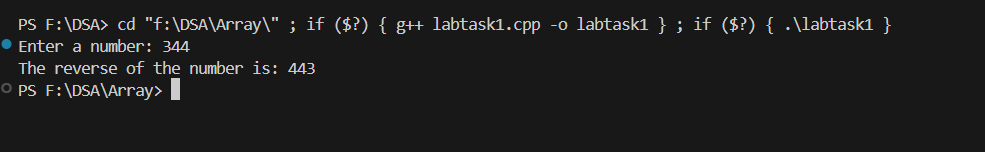 PS F:\DSA> cd "f:\DSA\Array\" ; if ($?) { g++ labtask1.cpp -o labtask1 } ; if ($?) { .\labtask1 }
Enter a number: 344
The reverse of the number is: 443
PS F:\DSA\Array>